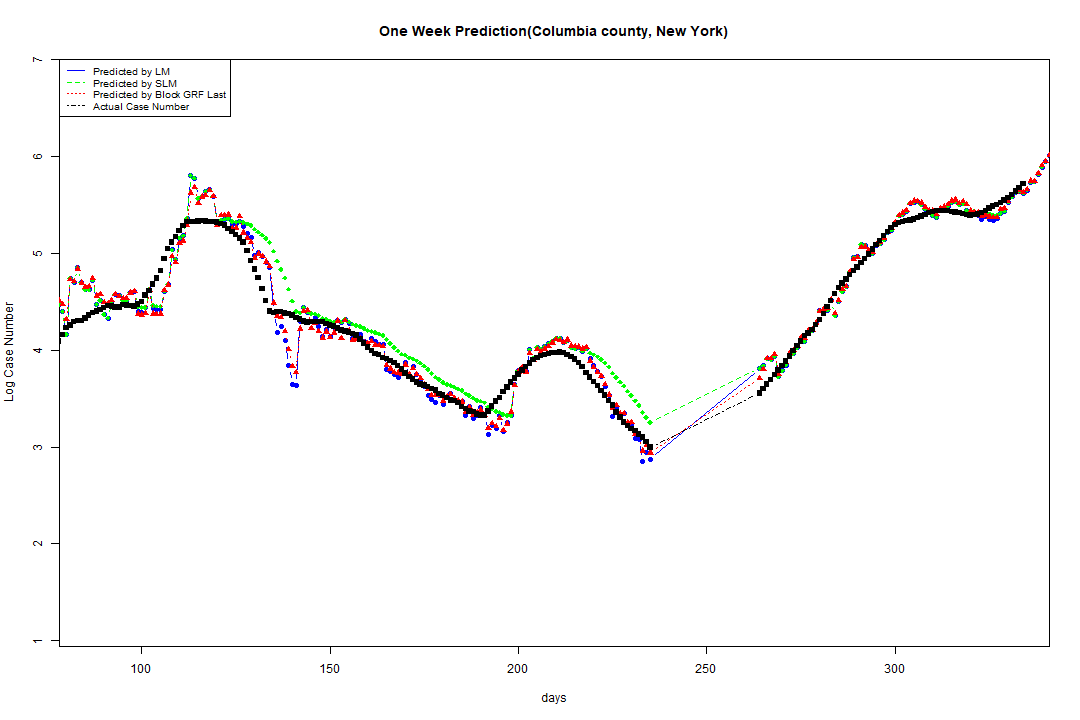 One Week Prediction(Columbia county, New York)
Predicted by LM
Predicted by SLM
Predicted by Block GRF Last
Actual Case Number
7
6
5
4
3
2
1
Log Case Number
100 150 200 250 300
days